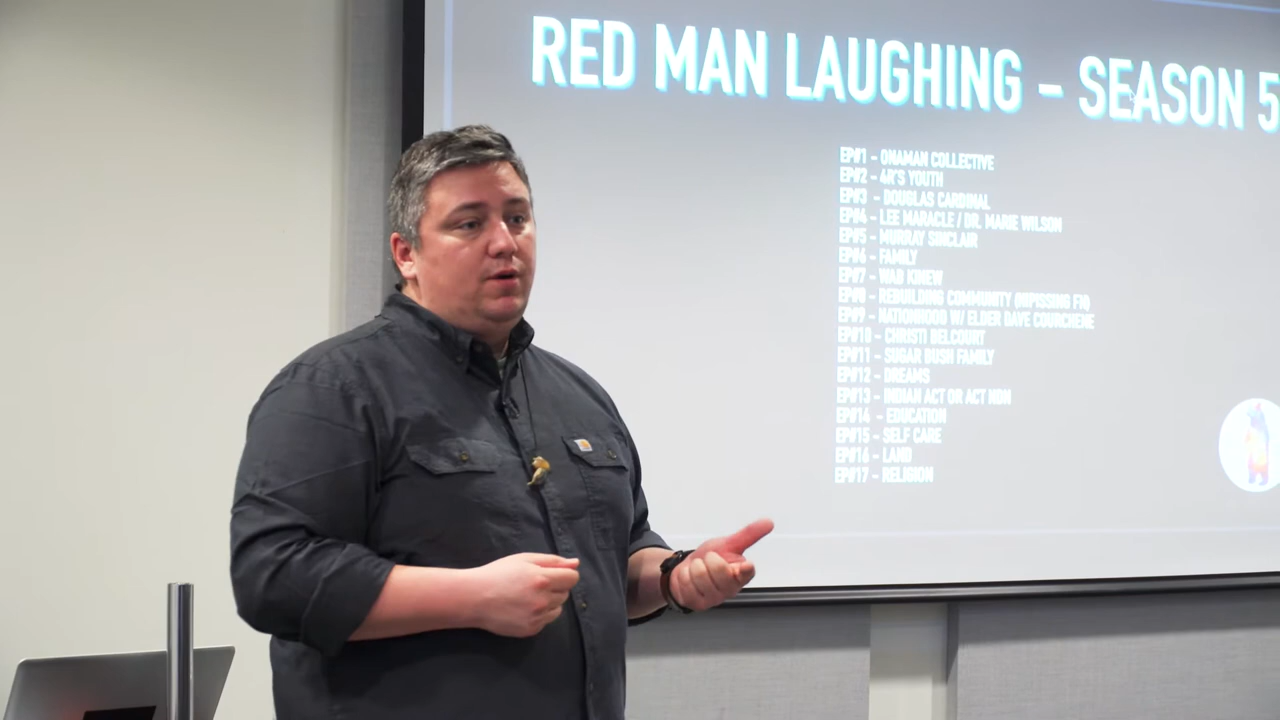 RED MAN LAUGHING – SEASON 5
EP#1 – ONAMAN COLLECTIVE
EP#2 – 4R'S YOUTH
EP#3 – DOUGLAS CARDINAL
EP#4 – LEE MARACLE / DR. MARIE WILSON
EP#5 – MURRAY SINCLAIR
EP#6 – FAMILY
EP#7 – WAB KINEW
EP#8 – REBUILDING COMMUNITY (NIPISSING FN)
EP#9 – NATIONHOOD W/ ELDER DAVE COURCHENE
EP#10 – CHRISTI BELCOURT
EP#11 – SUGAR BUSH FAMILY
EP#12 – DREAMS
EP#13 – INDIAN ACT OR ACT NDN
EP#14 – EDUCATION
EP#15 – SELF CARE
EP#16 – LAND
EP#17 – RELIGION